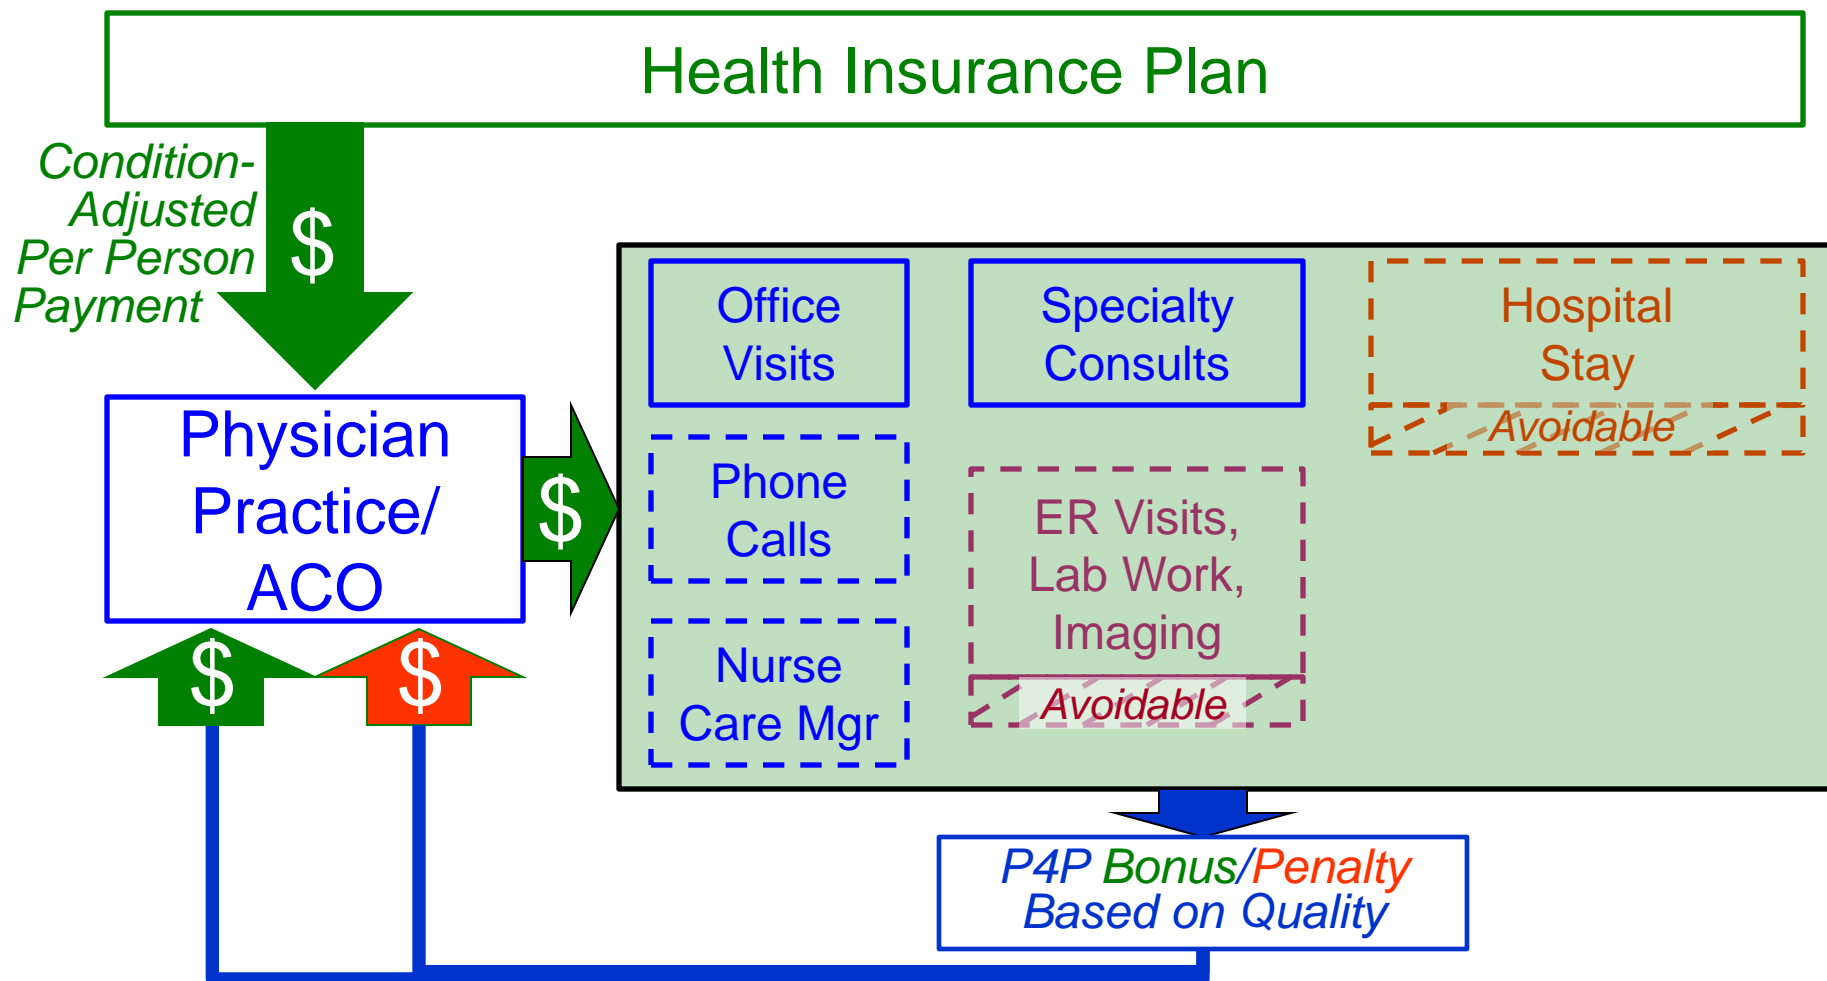 Health Insurance Plan
Condition-
Adjusted
Per Person
Payment
$
Physician
Practice/
ACO
$
$
$
Office
Visits
Specialty
Consults
Hospital
Stay
Avoidable
Phone
Calls
ER Visits,
Lab Work,
Imaging
Avoidable
Nurse
Care Mgr
P4P Bonus/Penalty
Based on Quality